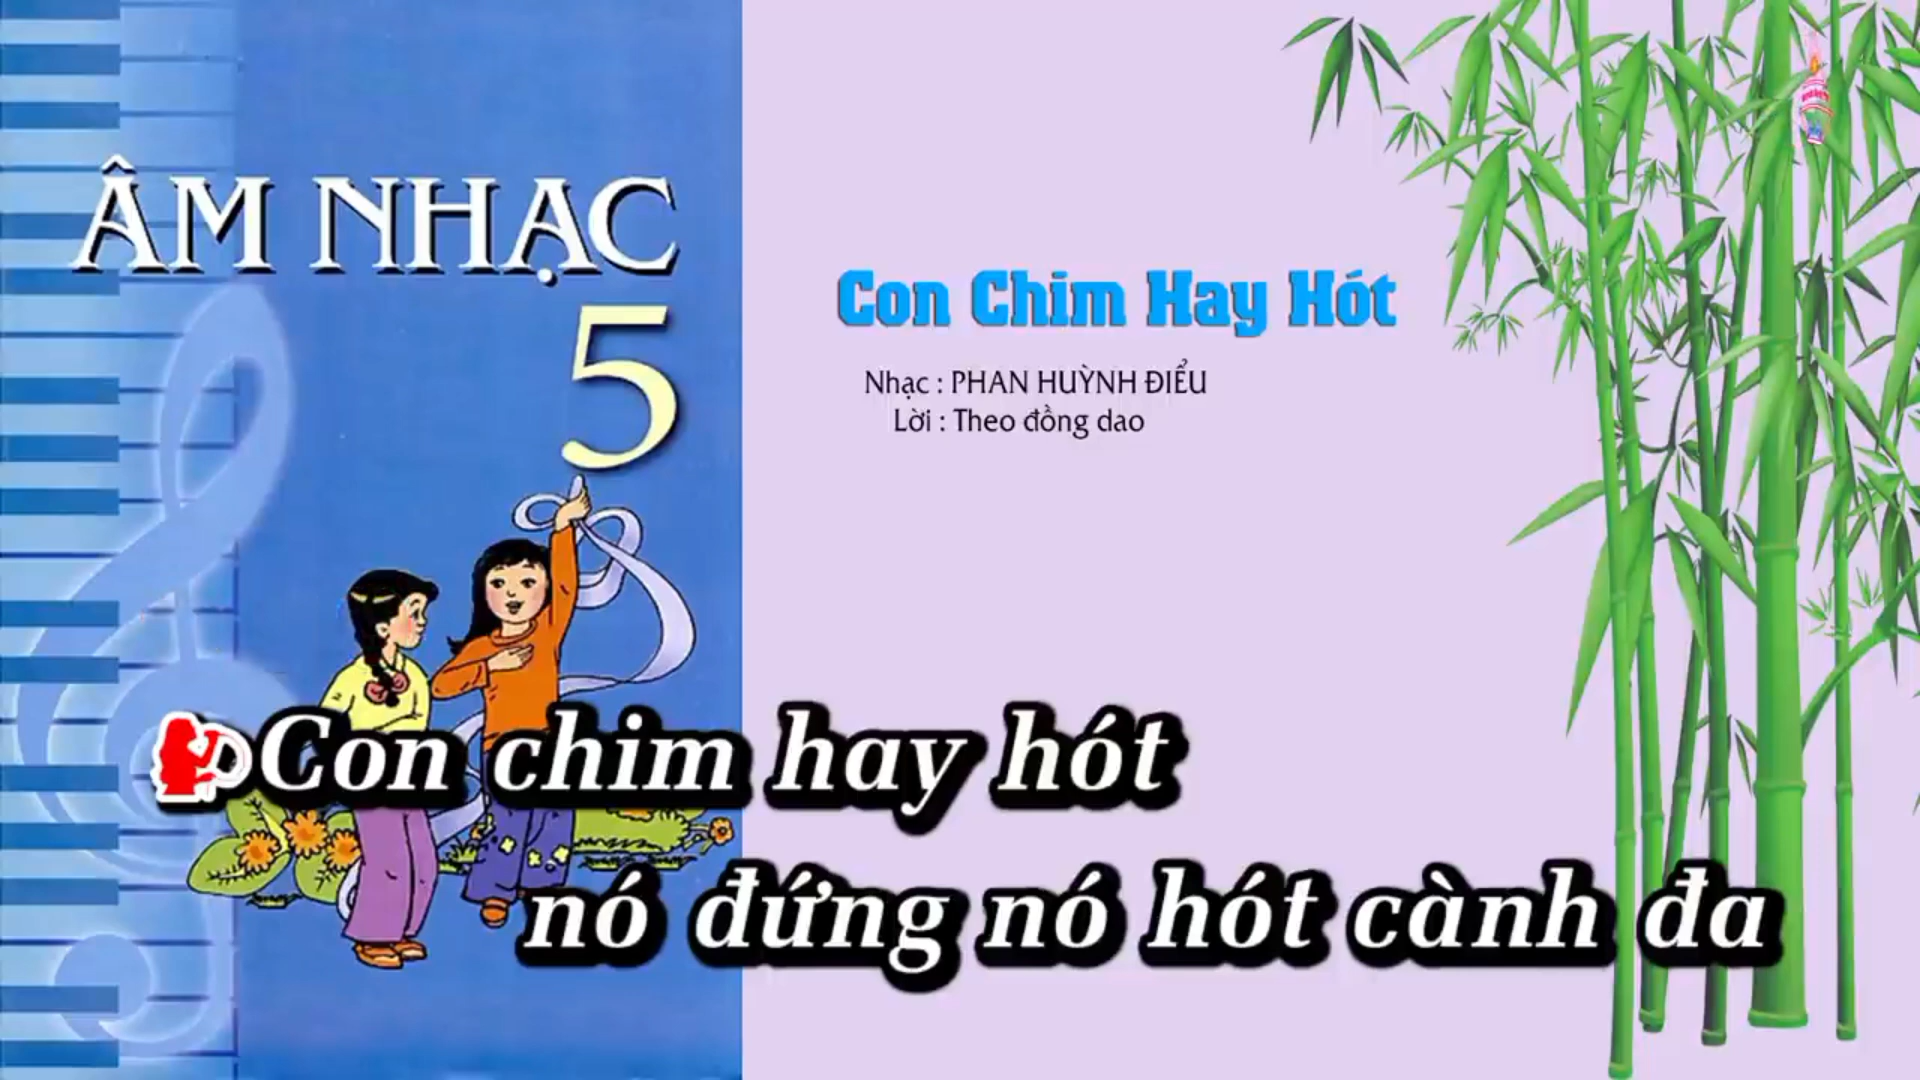 ÂM NHẠC
5
Con Chim Hay Hót
Nhạc : PHAN HUỲNH ĐIỂU
Lời : Theo đồng dao
Con chim hay hót
nó đứng nó hót cành đa